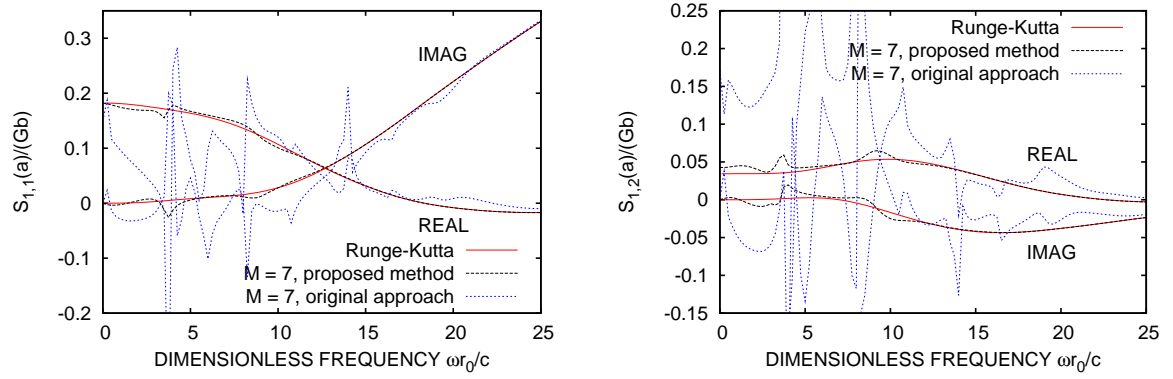 0.3
0.2
0.1
0
-0.1
-0.2
0
5
10
15
20
25
S1,1(a)/(Gb)
DIMENSIONLESS FREQUENCY ωr0/c
IMAG
REAL
Runge-Kutta
M = 7, proposed method
M = 7, original approach
0.25
0.2
0.15
0.1
0.05
0
-0.05
-0.1
-0.15
0
5
10
15
20
25
S1,2(a)/(Gb)
DIMENSIONLESS FREQUENCY ωr0/c
Runge-Kutta
M = 7, proposed method
M = 7, original approach
REAL
IMAG